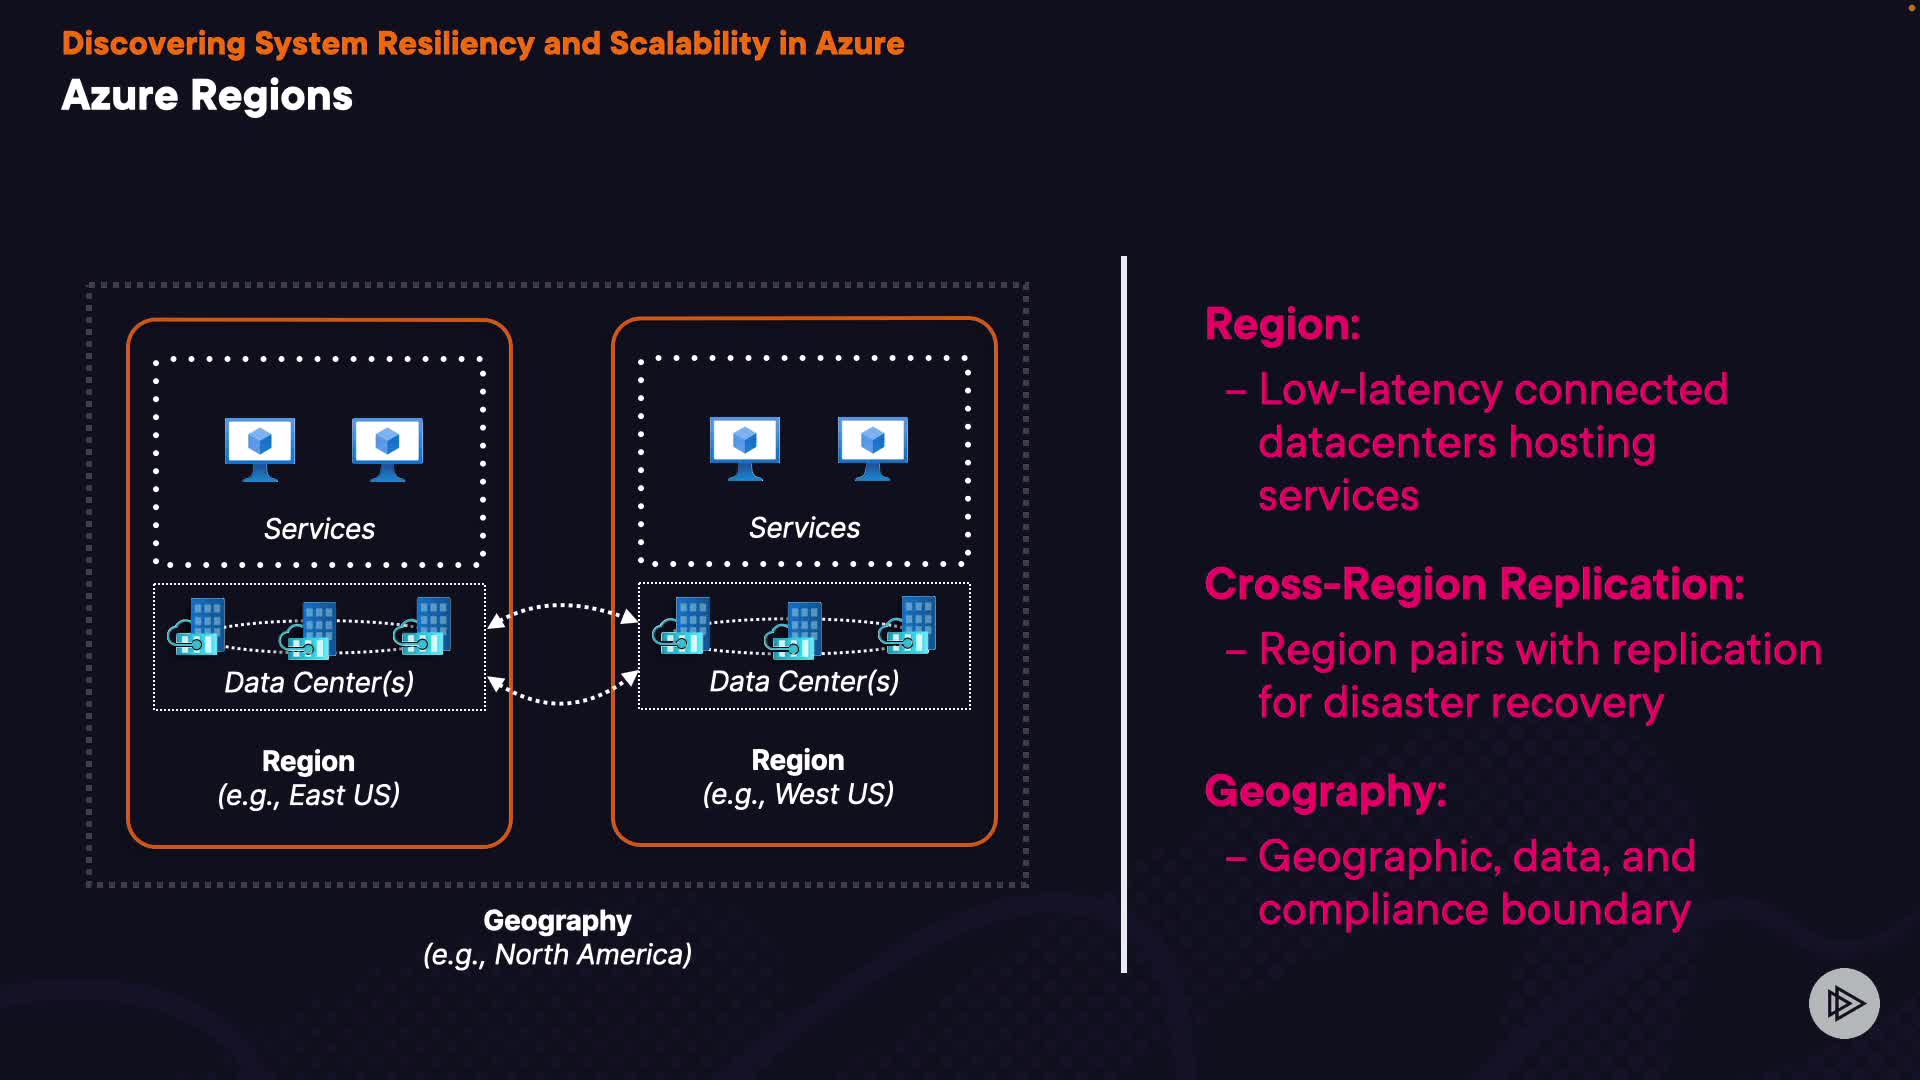 Discovering System Resiliency and Scalability in Azure
Azure Regions
Services
Data Center(s)
Region
(e.g., East US)
Services
Data Center(s)
Region
(e.g., West US)
Geography
(e.g., North America)
Region:
– Low-latency connected
datacenters hosting
services
Cross-Region Replication:
– Region pairs with replication
for disaster recovery
Geography:
– Geographic, data, and
compliance boundary